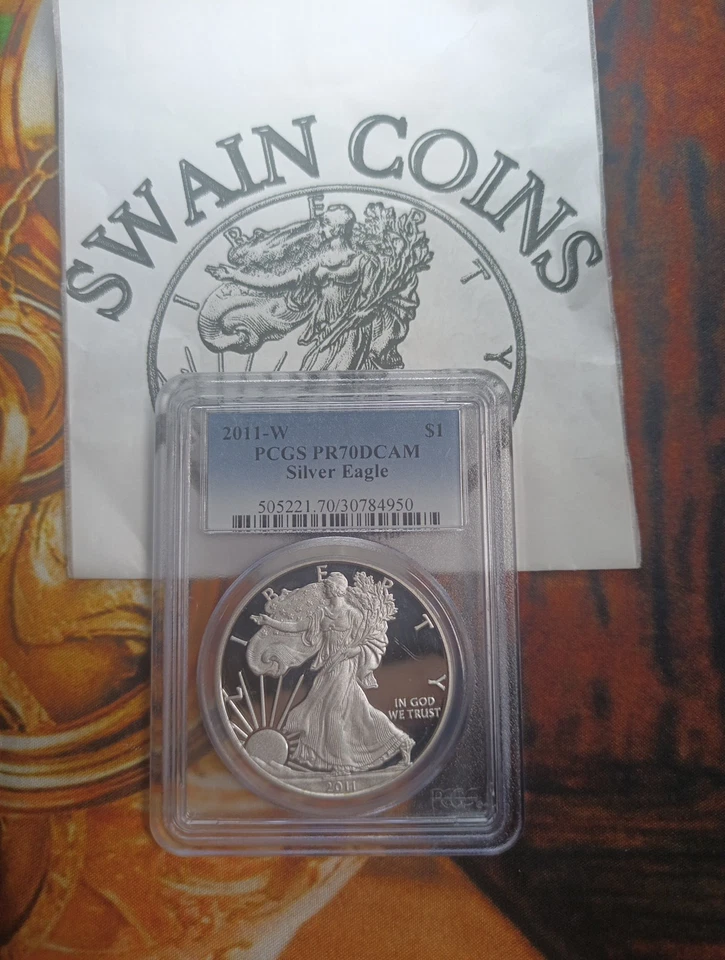 SWAIN COINS
LIBERTY
2011-W $1
PCGS PR70DCAM
Silver Eagle
505221.70/30784950
LIBERTY
IN GOD
WE TRUST
2011
PCGS